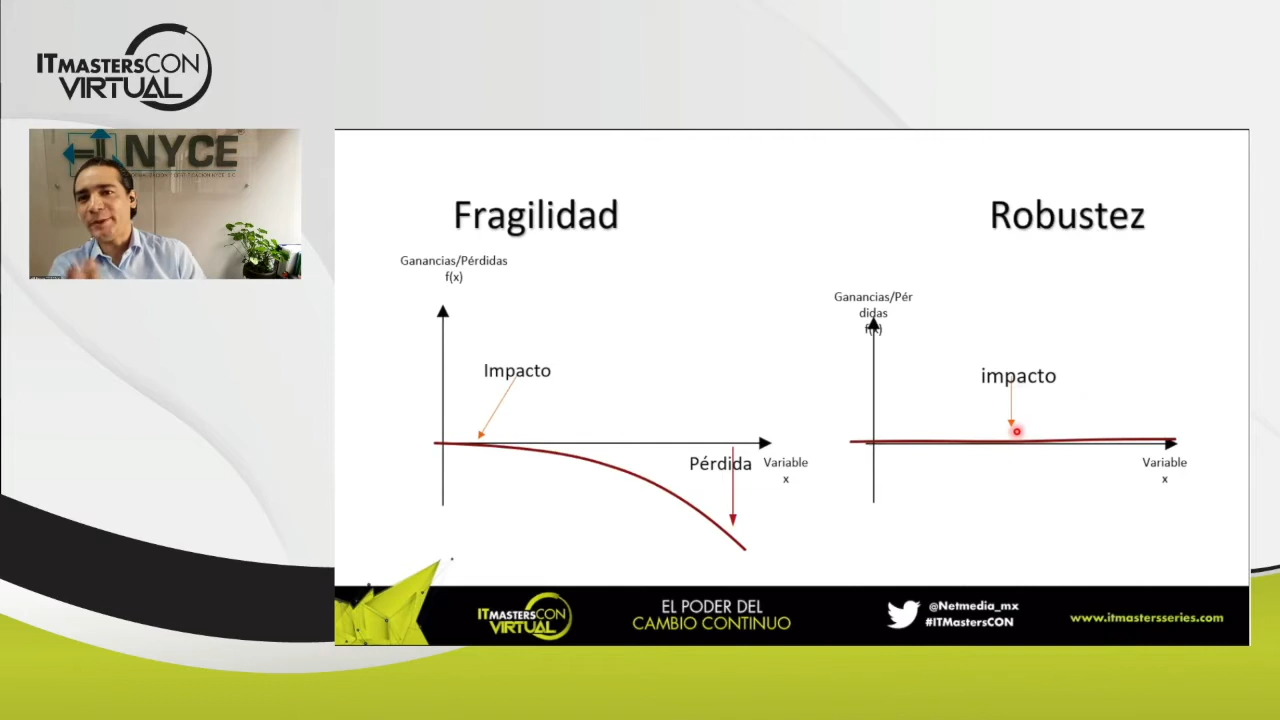 ITMASTERSCON
VIRTUAL
NYCE
Fragilidad
Ganancias/Pérdidas
f(x)
Impacto
Pérdida
Variable
x
Robustez
Ganancias/Pér
didas
f(x)
impacto
Variable
x
ITMASTERSCON
VIRTUAL
EL PODER DEL
CAMBIO CONTINUO
@Netmedia_mx
#ITMastersCON
www.itmastersseries.com